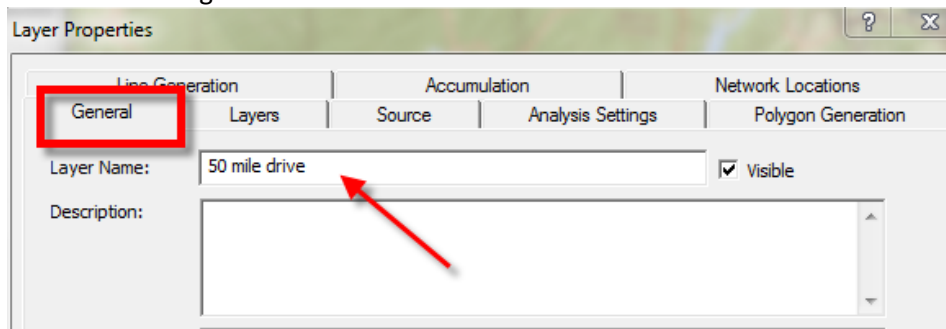 Layer Properties
Line Generation Accumulation Network Locations
General Layers Source Analysis Settings Polygon Generation
Layer Name: 50 mile drive Visible
Description: